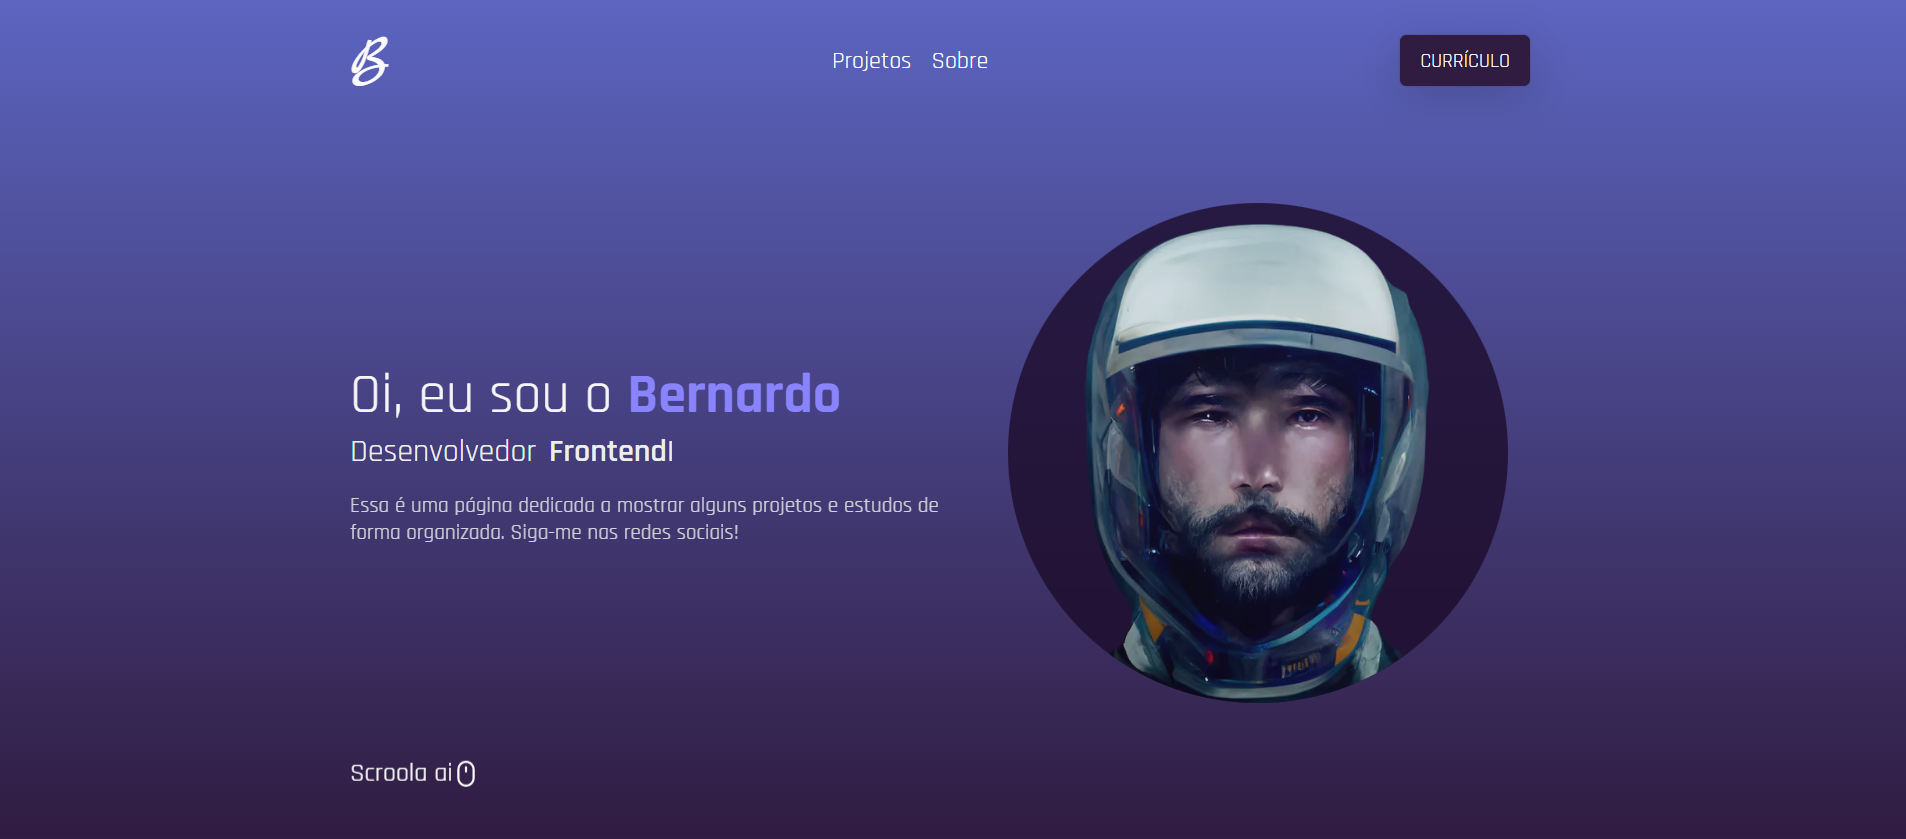 B
Projetos Sobre
CURRÍCULO
Oi, eu sou o Bernardo
Desenvolvedor Frontend|
Essa é uma página dedicada a mostrar alguns projetos e estudos de
forma organizada. Siga-me nas redes sociais!
Scroola ai